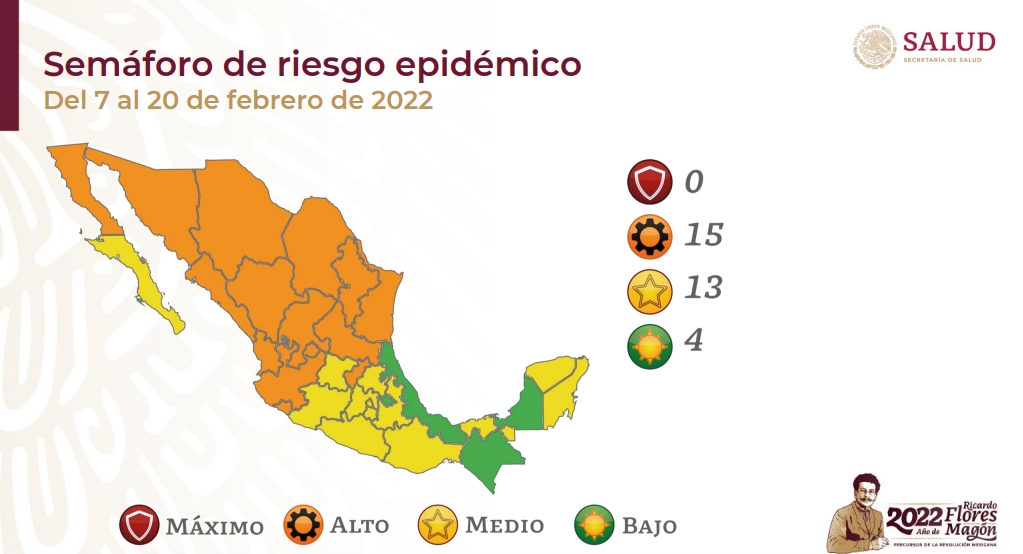 Semáforo de riesgo epidémico
Del 7 al 20 de febrero de 2022
SALUD
SECRETARÍA DE SALUD
0
15
13
4
MÁXIMO
ALTO
MEDIO
BAJO
2022
Año de
Ricardo
Flores
Magón
PRECURSOR DE LA REVOLUCIÓN MEXICANA